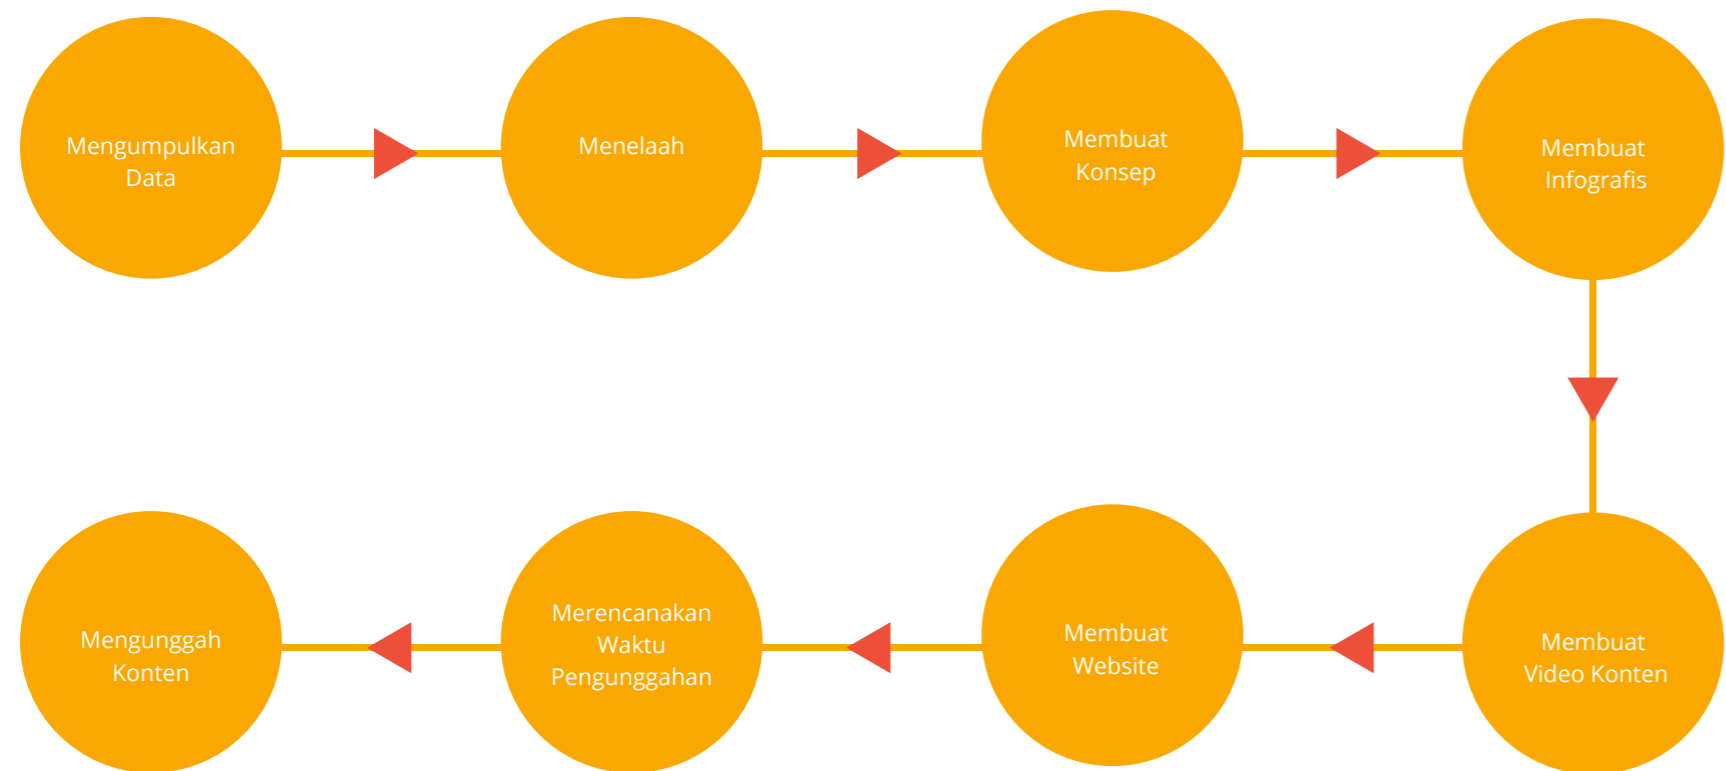 Mengumpulkan
Data
Menelaah
Membuat
Konsep
Membuat
Infografis
Membuat
Video Konten
Membuat
Website
Merencanakan
Waktu
Pengunggahan
Mengunggah
Konten